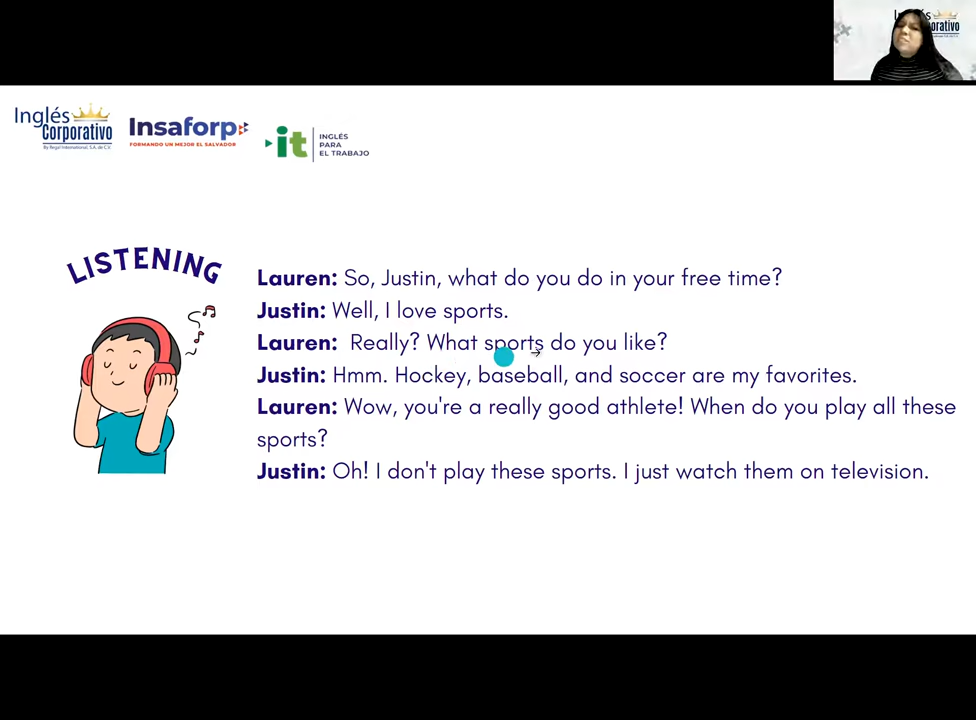 Inglés
Corporativo
By Regal International, S.A. de C.V.
Insaforp
FORMANDO UN MEJOR EL SALVADOR
it
INGLÉS
PARA
EL TRABAJO
LISTENING
Lauren: So, Justin, what do you do in your free time?
Justin: Well, I love sports.
Lauren: Really? What sports do you like?
Justin: Hmm. Hockey, baseball, and soccer are my favorites.
Lauren: Wow, you're a really good athlete! When do you play all these
sports?
Justin: Oh! I don't play these sports. I just watch them on television.